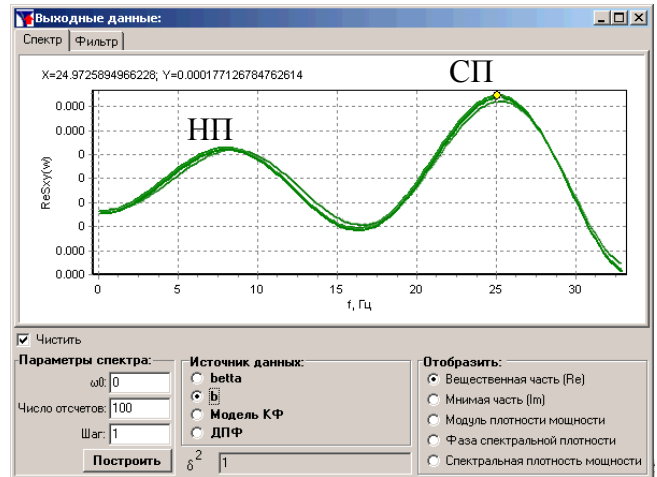 Выходные данные:
Спектр Фильтр
X=24.9725894966228; Y=0.000177126784762614
СП
НП
0.000
0.000
0
0
0
0
0.000
0.000
ReSxy(w)
0 5 10 15 20 25 30
f, Гц
Чистить
Параметры спектра:
ω0: 0
Число отсчетов: 100
Шаг: 1
Построить
Источник данных:
betta
b
Модель КФ
ДПФ
δ2 1
Отобразить:
Вещественная часть (Re)
Мнимая часть (Im)
Модуль плотности мощности
Фаза спектральной плотности
Спектральная плотность мощности